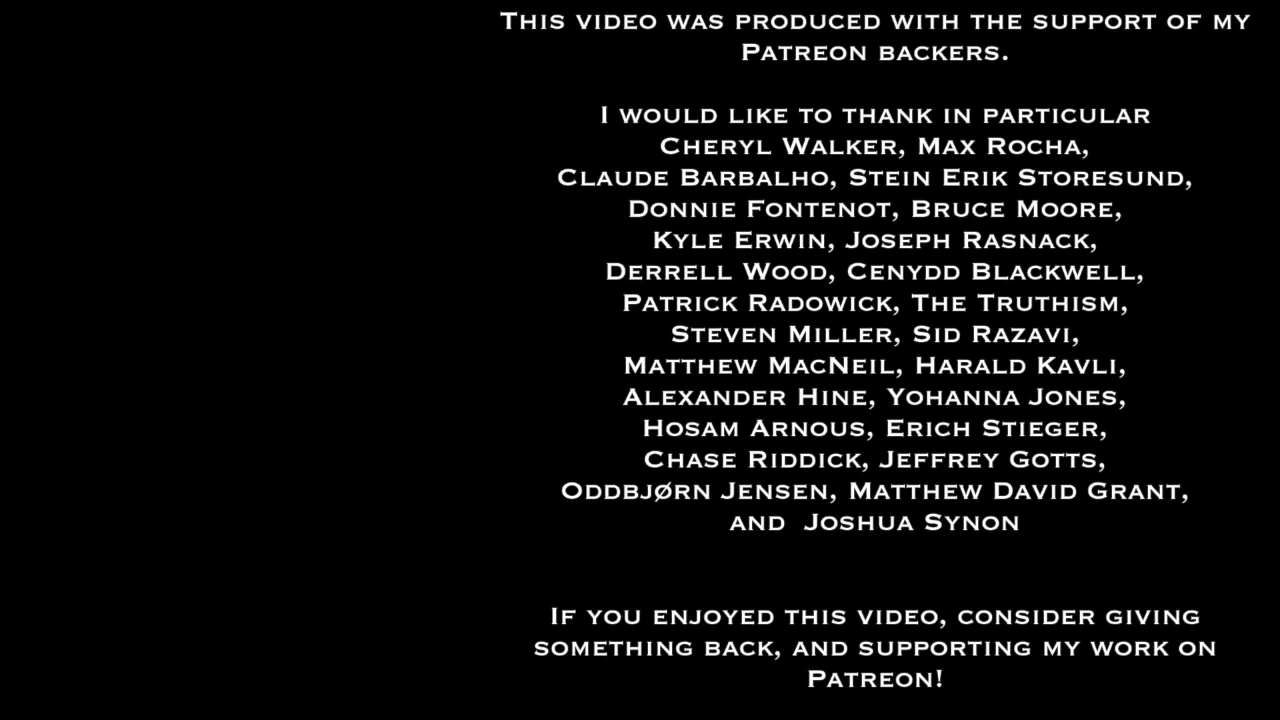 This video was produced with the support of my
Patreon backers.
I would like to thank in particular
Cheryl Walker, Max Rocha,
Claude Barbalho, Stein Erik Storesund,
Donnie Fontenot, Bruce Moore,
Kyle Erwin, Joseph Rasnack,
Derrell Wood, Cenydd Blackwell,
Patrick Radowick, The Truthism,
Steven Miller, Sid Razavi,
Matthew MacNeil, Harald Kavli,
Alexander Hine, Yohanna Jones,
Hosam Arnous, Erich Stieger,
Chase Riddick, Jeffrey Gotts,
Oddbjørn Jensen, Matthew David Grant,
and Joshua Synon
If you enjoyed this video, consider giving
something back, and supporting my work on
Patreon!